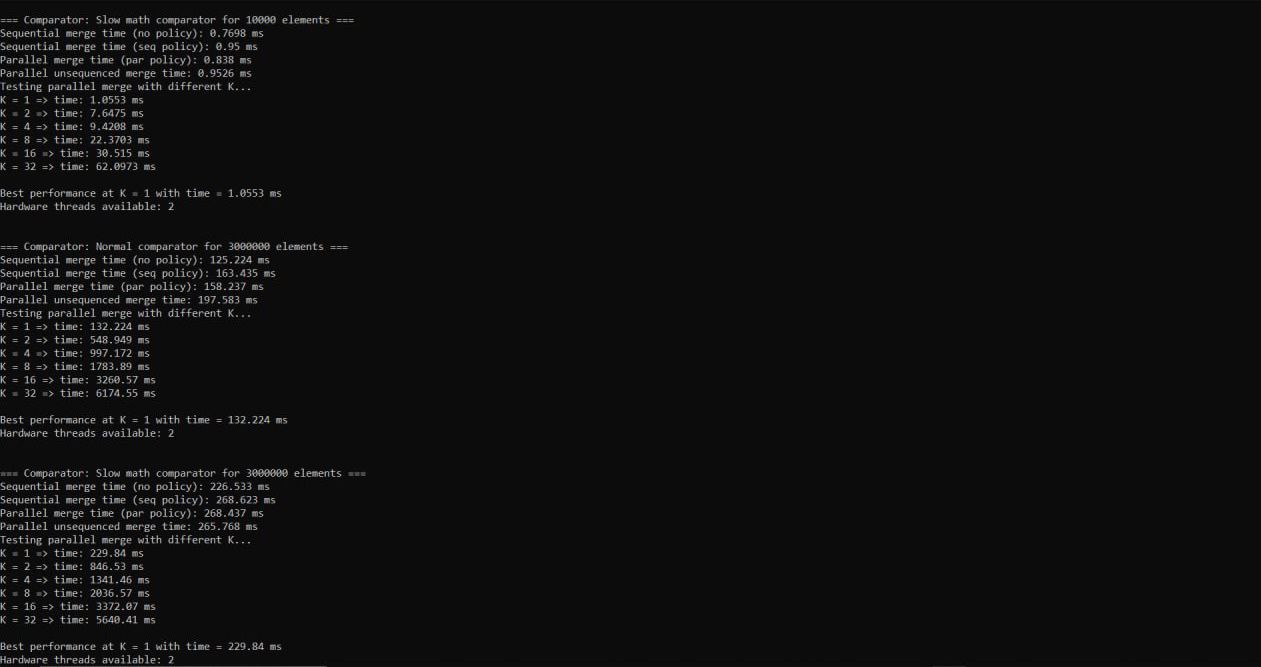 === Comparator: Slow math comparator for 10000 elements ===
Sequential merge time (no policy): 0.7698 ms
Sequential merge time (seq policy): 0.95 ms
Parallel merge time (par policy): 0.838 ms
Parallel unsequenced merge time: 0.9526 ms
Testing parallel merge with different K...
K = 1 => time: 1.0553 ms
K = 2 => time: 7.6475 ms
K = 4 => time: 9.4208 ms
K = 8 => time: 22.3703 ms
K = 16 => time: 30.515 ms
K = 32 => time: 62.0973 ms
Best performance at K = 1 with time = 1.0553 ms
Hardware threads available: 2
=== Comparator: Normal comparator for 3000000 elements ===
Sequential merge time (no policy): 125.224 ms
Sequential merge time (seq policy): 163.435 ms
Parallel merge time (par policy): 158.237 ms
Parallel unsequenced merge time: 197.583 ms
Testing parallel merge with different K...
K = 1 => time: 132.224 ms
K = 2 => time: 548.949 ms
K = 4 => time: 997.172 ms
K = 8 => time: 1783.89 ms
K = 16 => time: 3260.57 ms
K = 32 => time: 6174.55 ms
Best performance at K = 1 with time = 132.224 ms
Hardware threads available: 2
=== Comparator: Slow math comparator for 3000000 elements ===
Sequential merge time (no policy): 226.533 ms
Sequential merge time (seq policy): 268.623 ms
Parallel merge time (par policy): 268.437 ms
Parallel unsequenced merge time: 265.768 ms
Testing parallel merge with different K...
K = 1 => time: 229.84 ms
K = 2 => time: 846.53 ms
K = 4 => time: 1341.46 ms
K = 8 => time: 2036.57 ms
K = 16 => time: 3372.07 ms
K = 32 => time: 5640.41 ms
Best performance at K = 1 with time = 229.84 ms
Hardware threads available: 2